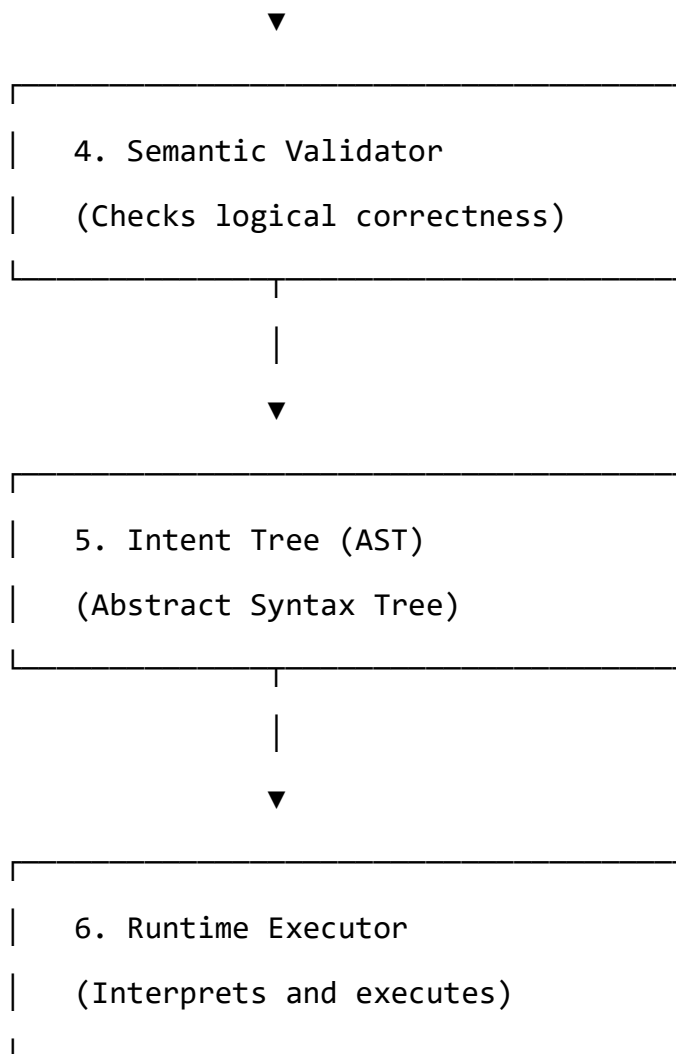 4. Semantic Validator
(Checks logical correctness)
5. Intent Tree (AST)
(Abstract Syntax Tree)
6. Runtime Executor
(Interprets and executes)